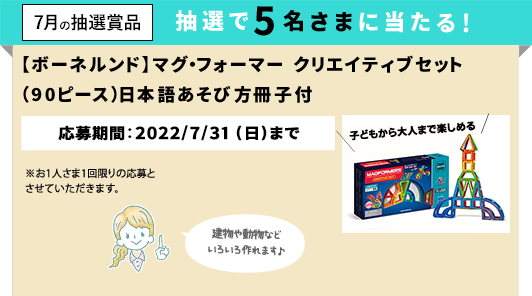 7月の抽選賞品
抽選で5名さまに当たる！
【ボーネルンド】マグ・フォーマー クリエイティブセット
（90ピース）日本語あそび方冊子付
応募期間：2022/7/31（日）まで
子どもから大人まで楽しめる
※お1人さま1回限りの応募と
させていただきます。
MAGFORMERS
建物や動物など
いろいろ作れます♪